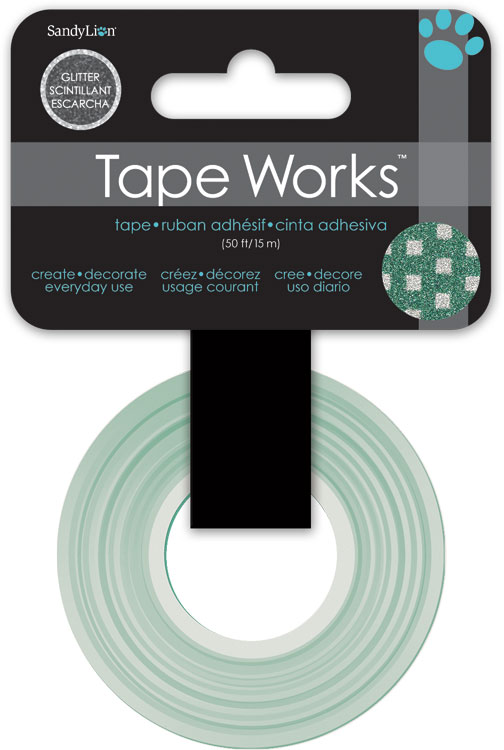 SandyLion
GLITTER
SCINTILLANT
ESCARCHA
Tape Works™
tape•ruban adhésif•cinta adhesiva
(50 ft/15 m)
create•decorate
everyday use
créez•décorez
usage courant
cree•decore
uso diario